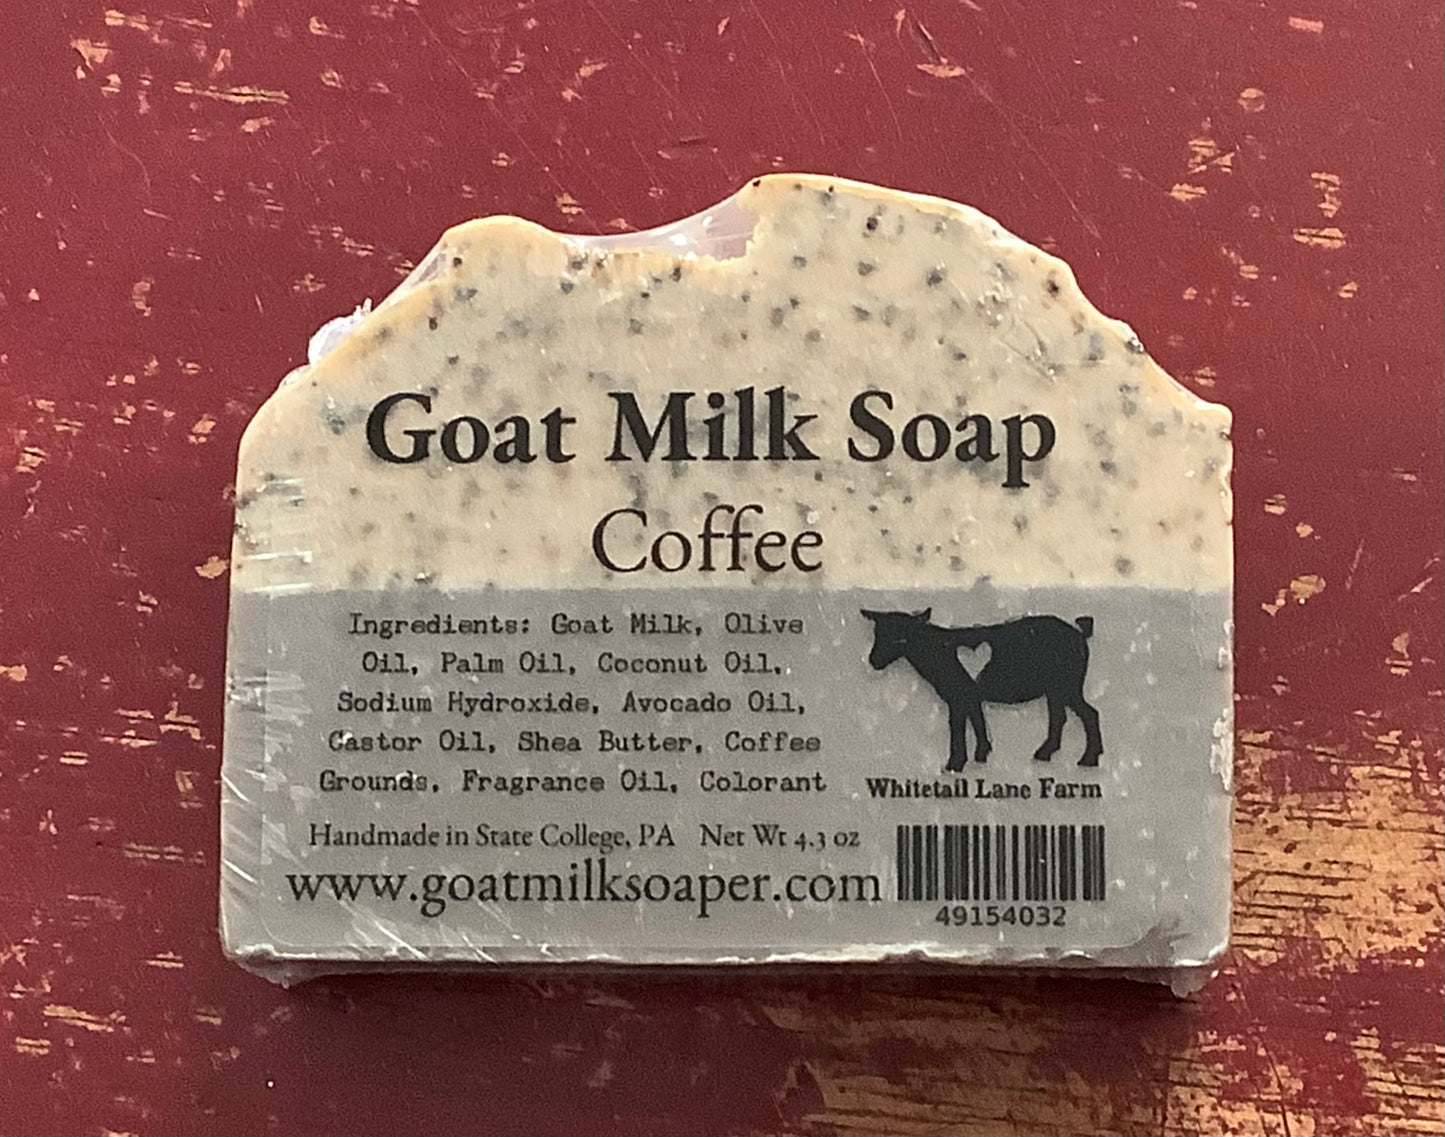 Goat Milk Soap
Coffee
Ingredients: Goat Milk, Olive
Oil, Palm Oil, Coconut Oil,
Sodium Hydroxide, Avocado Oil,
Castor Oil, Shea Butter, Coffee
Grounds, Fragrance Oil, Colorant
Whitetail Lane Farm
Handmade in State College, PA Net Wt 4.3 oz
www.goatmilksoaper.com
49154032